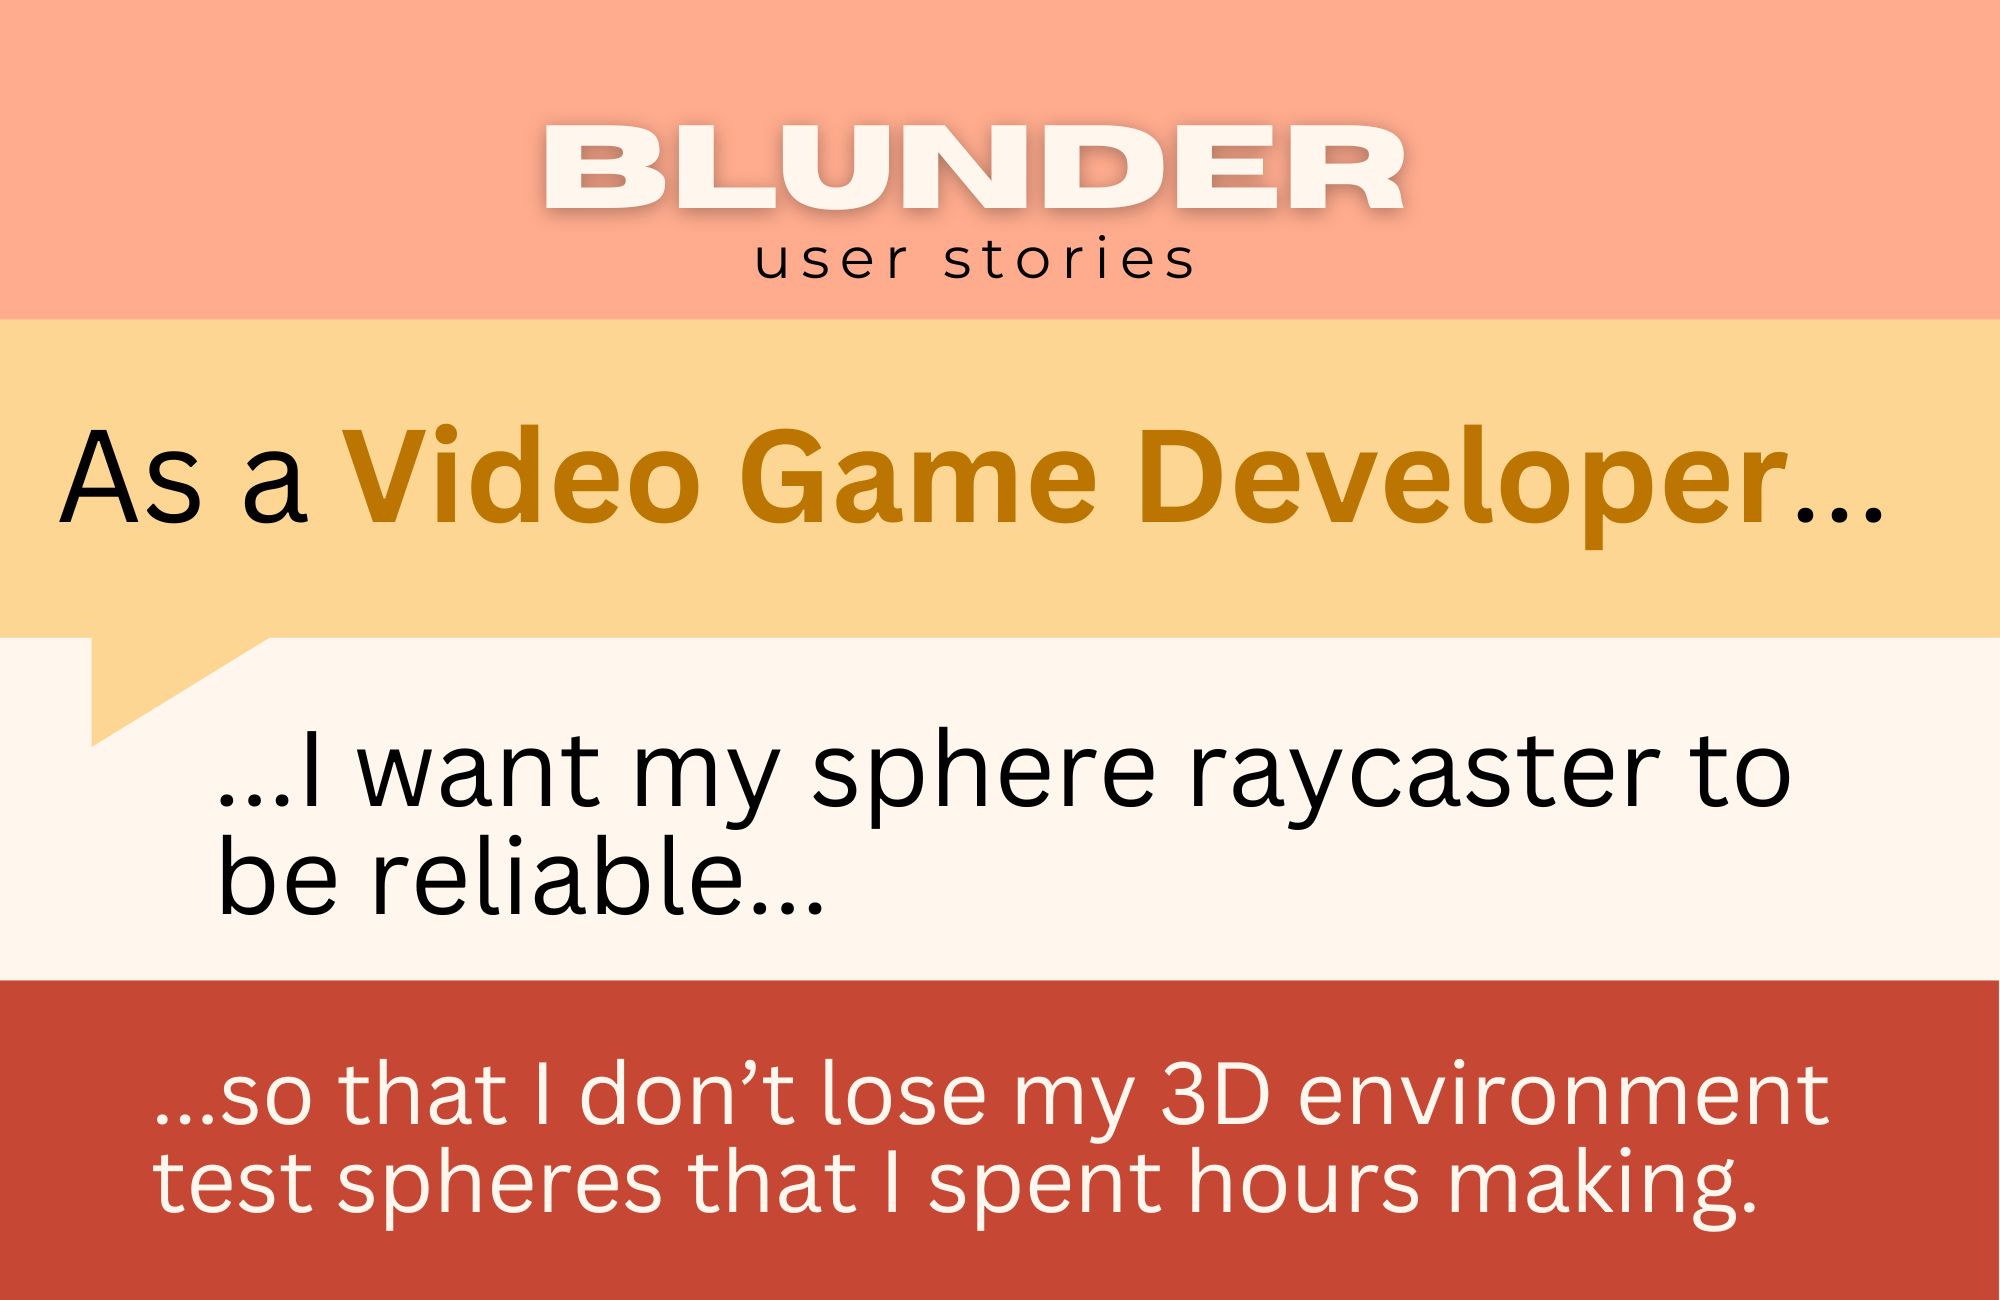 BLUNDER
user stories
As a Video Game Developer...
...I want my sphere raycaster to
be reliable...
...so that I don’t lose my 3D environment
test spheres that I spent hours making.